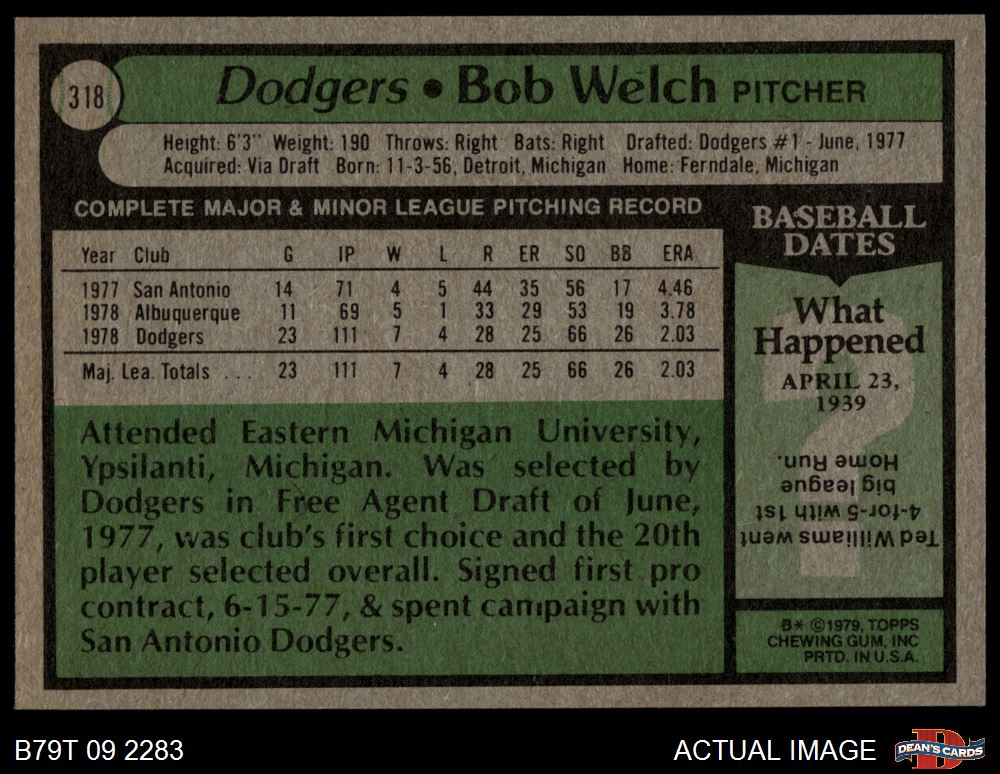 318
Dodgers • Bob Welch PITCHER
Height: 6'3" Weight: 190 Throws: Right Bats: Right Drafted: Dodgers #1 - June, 1977
Acquired: Via Draft Born: 11-3-56, Detroit, Michigan Home: Ferndale, Michigan
COMPLETE MAJOR & MINOR LEAGUE PITCHING RECORD
Year Club G IP W L R ER SO BB ERA
1977 San Antonio 14 71 4 5 44 35 56 17 4.46
1978 Albuquerque 11 69 5 1 33 29 53 19 3.78
1978 Dodgers 23 111 7 4 28 25 66 26 2.03
Maj. Lea. Totals . . . 23 111 7 4 28 25 66 26 2.03
Attended Eastern Michigan University,
Ypsilanti, Michigan. Was selected by
Dodgers in Free Agent Draft of June,
1977, was club's first choice and the 20th
player selected overall. Signed first pro
contract, 6-15-77, & spent campaign with
San Antonio Dodgers.
BASEBALL
DATES
What
Happened
APRIL 23,
1939
Ted Williams went
4-for-5 with 1st
big league
Home Run.
B* ©1979, TOPPS
CHEWING GUM, INC
PRTD. IN U.S.A.
B79T 09 2283
ACTUAL IMAGE
D
DEAN'S CARDS